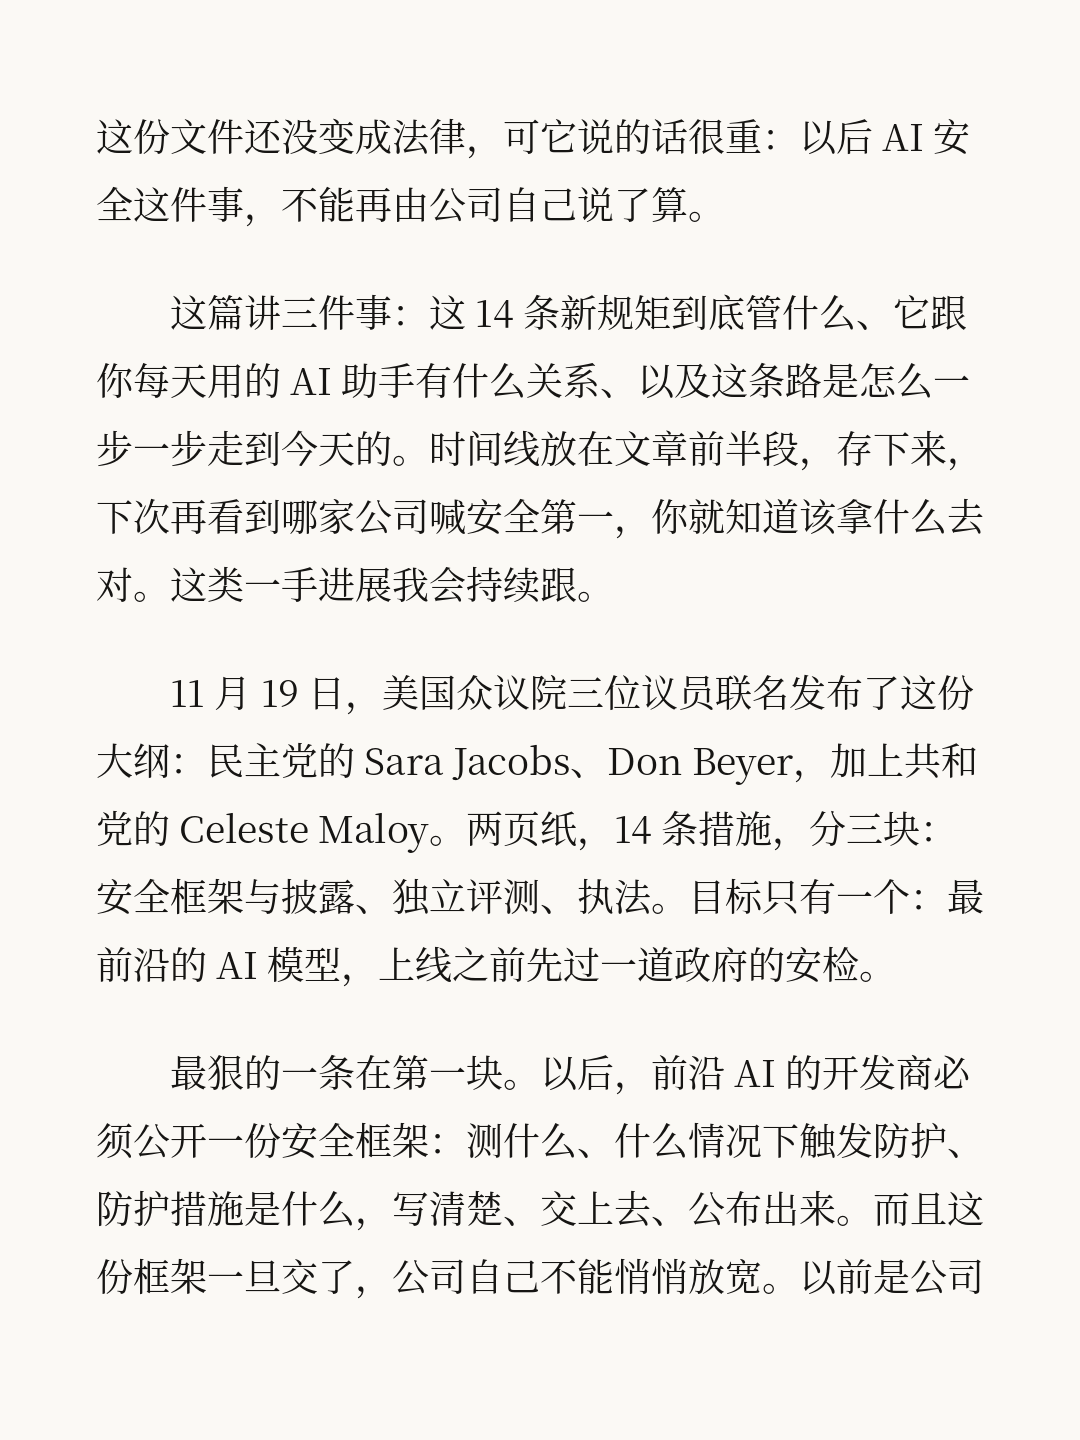 这份文件还没变成法律，可它说的话很重：以后 AI 安
全这件事，不能再由公司自己说了算。
这篇讲三件事：这 14 条新规矩到底管什么、它跟
你每天用的 AI 助手有什么关系、以及这条路是怎么一
步一步走到今天的。时间线放在文章前半段，存下来，
下次再看到哪家公司喊安全第一，你就知道该拿什么去
对。这类一手进展我会持续跟。
11 月 19 日，美国众议院三位议员联名发布了这份
大纲：民主党的 Sara Jacobs、Don Beyer，加上共和
党的 Celeste Maloy。两页纸，14 条措施，分三块：
安全框架与披露、独立评测、执法。目标只有一个：最
前沿的 AI 模型，上线之前先过一道政府的安检。
最狠的一条在第一块。以后，前沿 AI 的开发商必
须公开一份安全框架：测什么、什么情况下触发防护、
防护措施是什么，写清楚、交上去、公布出来。而且这
份框架一旦交了，公司自己不能悄悄放宽。以前是公司